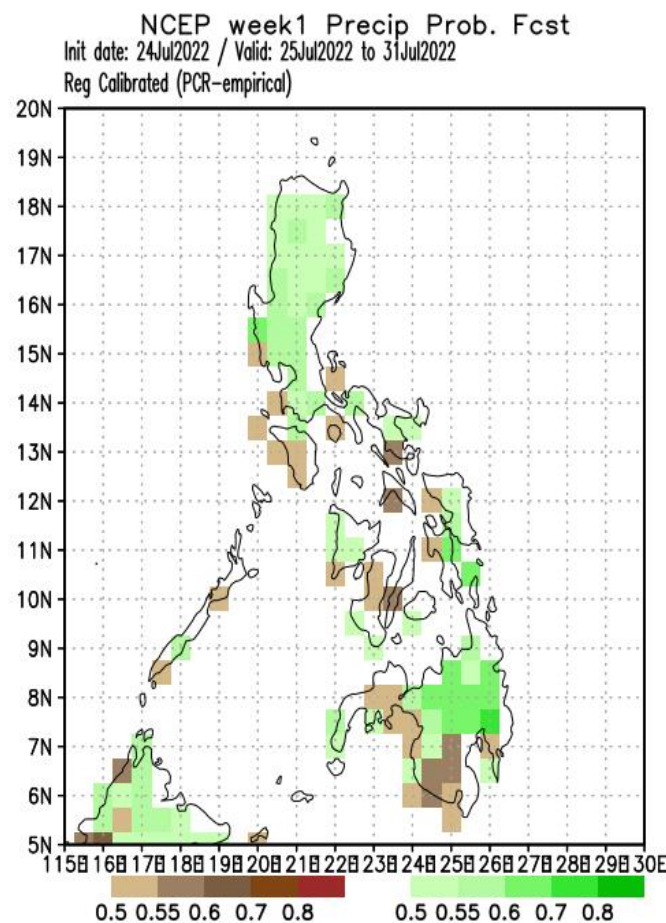 NCEP week1 Precip Prob. Fcst
Init date: 24Jul2022 / Valid: 25Jul2022 to 31Jul2022
Reg Calibrated (PCR-empirical)
20N
19N
18N
17N
16N
15N
14N
13N
12N
11N
10N
9N
8N
7N
6N
5N
115E 116E 117E 118E 119E 120E 121E 122E 123E 124E 125E 126E 127E 128E 129E 130E
0.5 0.55 0.6 0.7 0.8 0.5 0.55 0.6 0.7 0.8